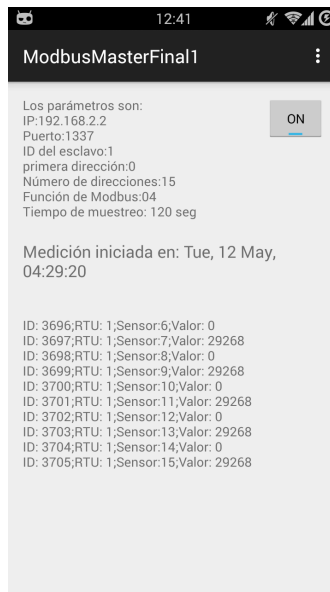 12:41
ModbusMasterFinal1
Los parámetros son:
IP:192.168.2.2
Puerto:1337
ID del esclavo:1
primera dirección:0
Número de direcciones:15
Función de Modbus:04
Tiempo de muestreo: 120 seg
ON
Medición iniciada en: Tue, 12 May,
04:29:20
ID: 3696;RTU: 1;Sensor:6;Valor: 0
ID: 3697;RTU: 1;Sensor:7;Valor: 29268
ID: 3698;RTU: 1;Sensor:8;Valor: 0
ID: 3699;RTU: 1;Sensor:9;Valor: 29268
ID: 3700;RTU: 1;Sensor:10;Valor: 0
ID: 3701;RTU: 1;Sensor:11;Valor: 29268
ID: 3702;RTU: 1;Sensor:12;Valor: 0
ID: 3703;RTU: 1;Sensor:13;Valor: 29268
ID: 3704;RTU: 1;Sensor:14;Valor: 0
ID: 3705;RTU: 1;Sensor:15;Valor: 29268